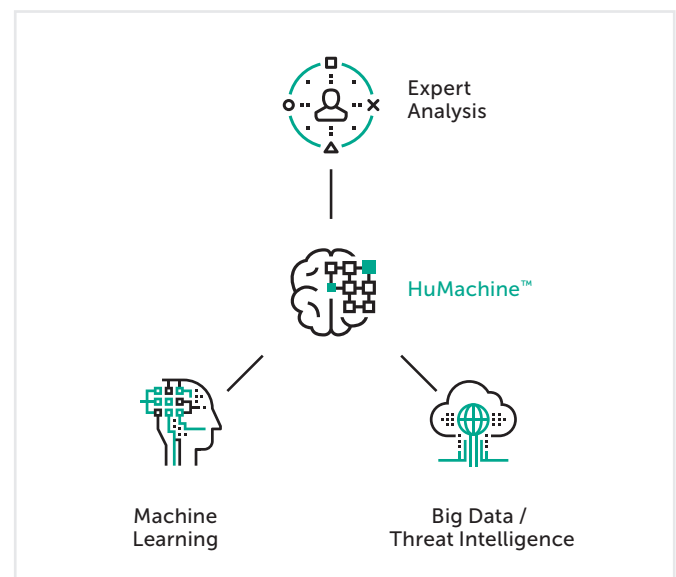 Expert
Analysis
HuMachine™
Machine
Learning
Big Data /
Threat Intelligence